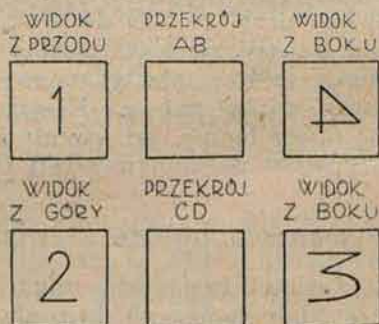 WIDOK PRZEKRÓJ WIDOK
Z PRZODU AB Z BOKU
1 4
WIDOK PRZEKRÓJ WIDOK
Z GÓRY CD Z BOKU
2 3